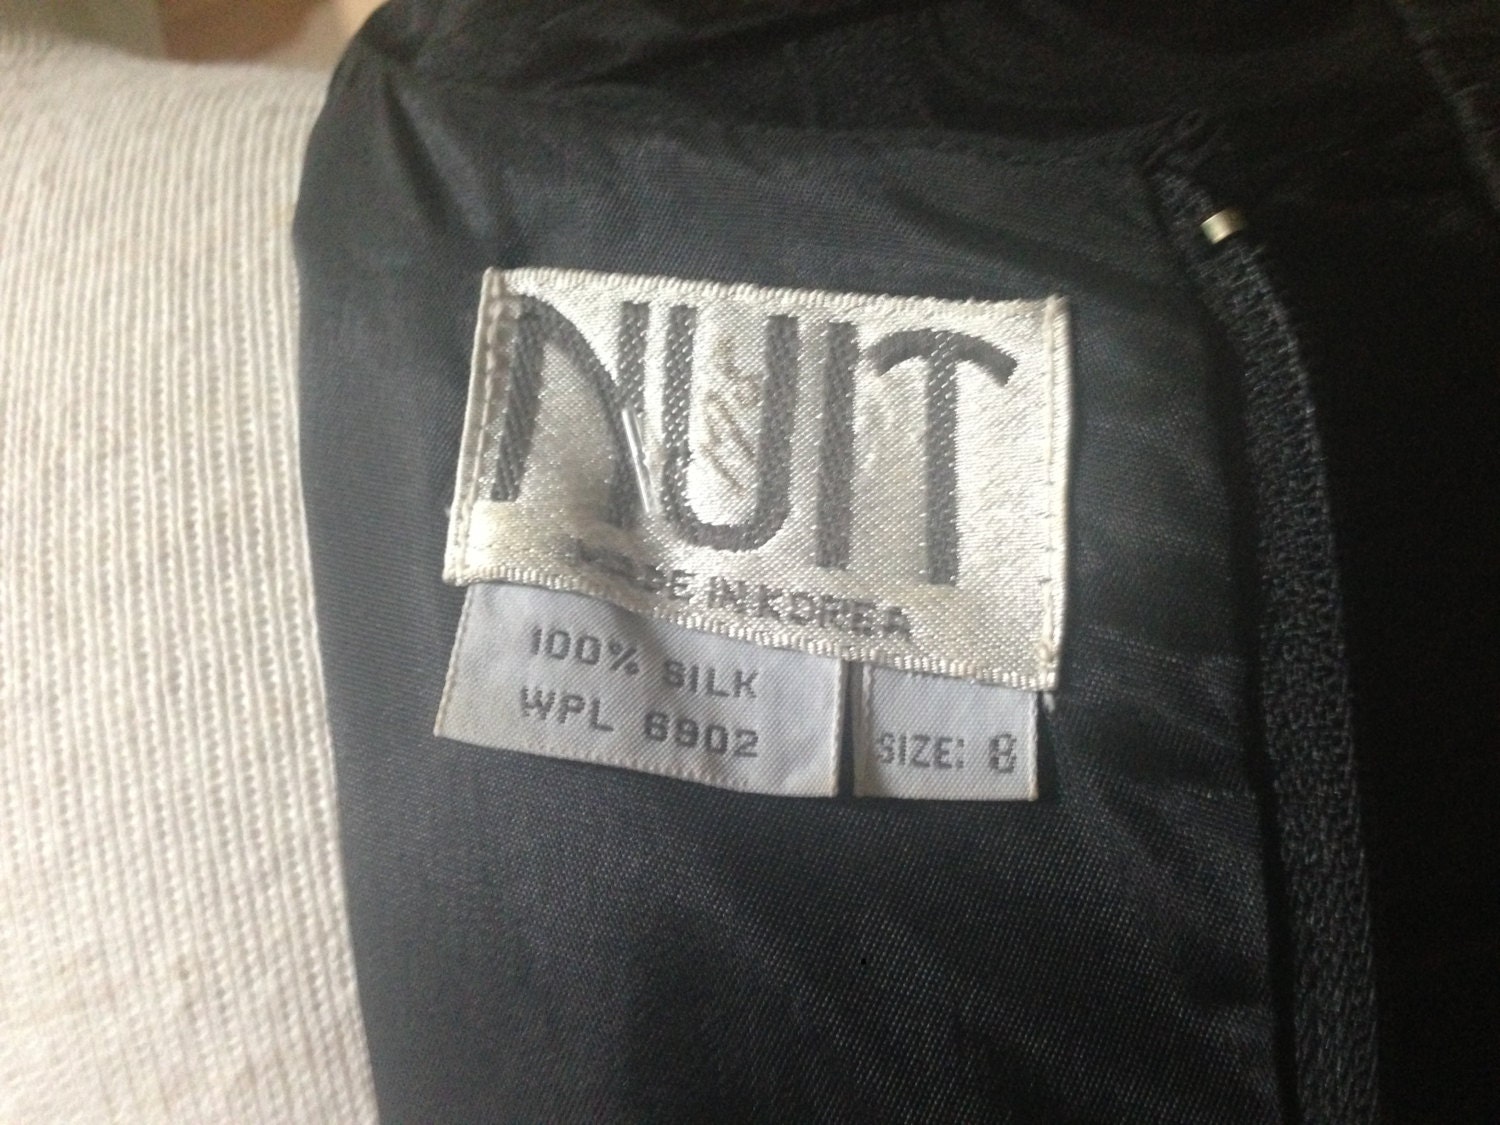 NUIT
MADE IN KOREA
100% SILK
WPL 6902
SIZE: 8